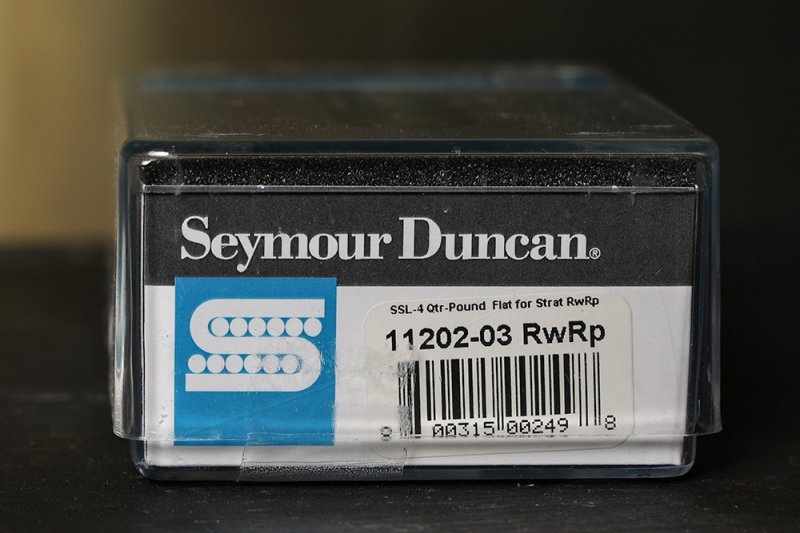 Seymour Duncan®
SSL-4 Qtr-Pound Flat for Strat RwRp
11202-03 RwRp
8 00315 00249 8